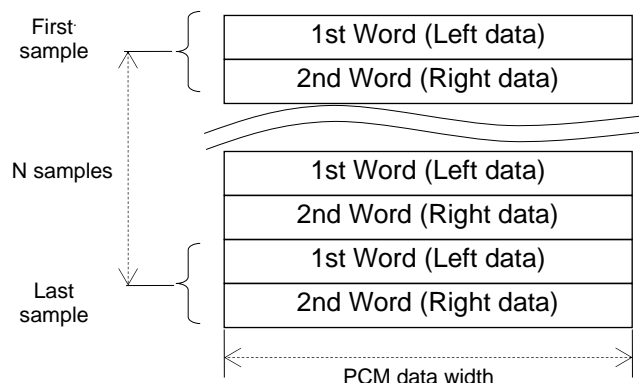 First
sample
1st Word (Left data)
2nd Word (Right data)
N samples
1st Word (Left data)
2nd Word (Right data)
1st Word (Left data)
2nd Word (Right data)
Last
sample
PCM data width